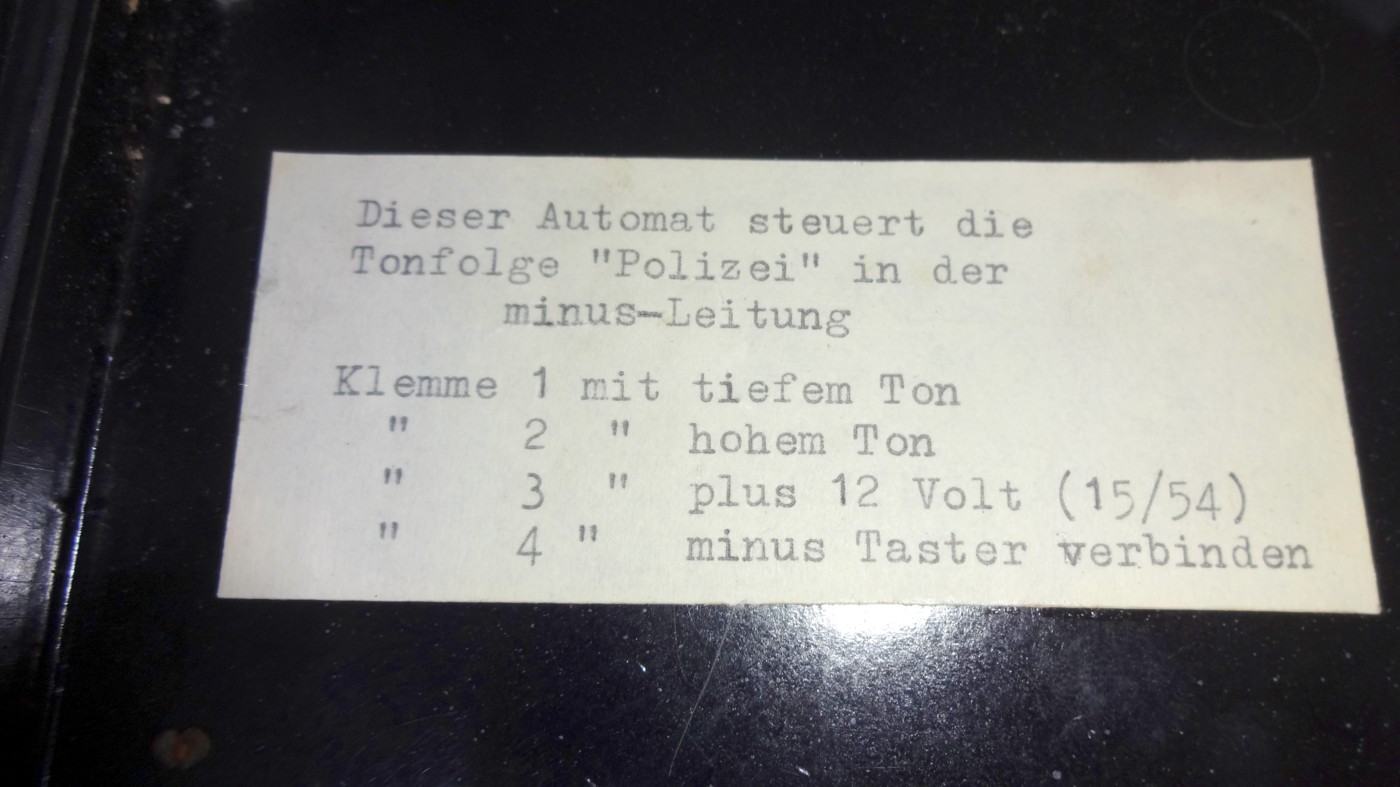 Dieser Automat steuert die
Tonfolge "Polizei" in der
minus-Leitung
Klemme 1 mit tiefem Ton
" 2 " hohem Ton
" 3 " plus 12 Volt (15/54)
" 4 " minus Taster verbinden